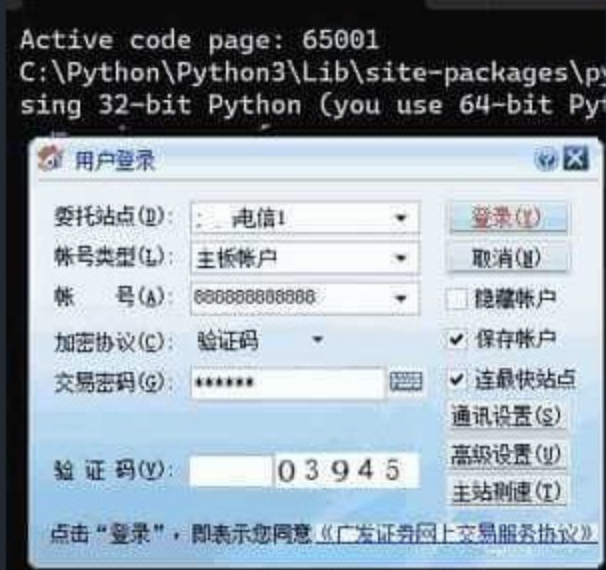 Active code page: 65001
C:\Python\Python3\Lib\site-packages\py
sing 32-bit Python (you use 64-bit Pyt
用户登录
委托站点(D): 电信1 登录(Y)
帐号类型(L): 主板帐户 取消(N)
帐 号(A): 888888888888 隐藏帐户
加密协议(C): 验证码 保存帐户
交易密码(G): ****** 连最快站点
通讯设置(S)
高级设置(U)
验 证 码(V): 03945
主站测速(T)
点击“登录”，即表示您同意《广发证券网上交易服务协议》